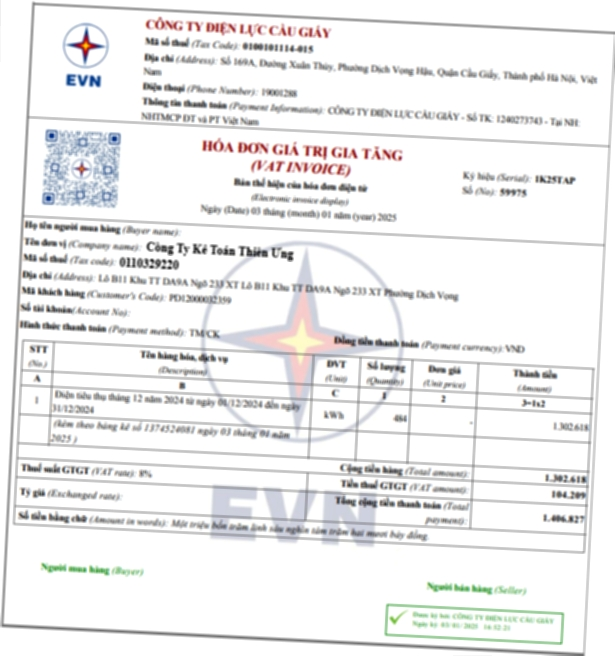 CÔNG TY ĐIỆN LỰC CẦU GIẤY
Mã số thuế (Tax Code): 0100101114-015
Địa chỉ (Address): Số 169A, Đường Xuân Thủy, Phường Dịch Vọng Hậu, Quận Cầu Giấy, Thành phố Hà Nội, Việt
Nam
Điện thoại (Phone Number): 19001288
Thông tin thanh toán (Payment Information): CÔNG TY ĐIỆN LỰC CẦU GIẤY - Số TK: 1240273743 - Tại NH:
NHTMCP ĐT và PT Việt Nam
EVN
HÓA ĐƠN GIÁ TRỊ GIA TĂNG
(VAT INVOICE)
Bản thể hiện của hóa đơn điện tử
(Electronic invoice display)
Ngày (Date) 03 tháng (month) 01 năm (year) 2025
Ký hiệu (Serial): 1K25TAP
Số (No): 59975
Họ tên người mua hàng (Buyer name):
Tên đơn vị (Company name): Công Ty Kế Toán Thiên Ưng
Mã số thuế (Tax code): 0110329220
Địa chỉ (Address): Lô B11 Khu TT DA9A Ngõ 233 XT Lô B11 Khu TT DA9A Ngõ 233 XT Phường Dịch Vọng
Mã khách hàng (Customer's Code): PD12000032359
Số tài khoản(Account No):
Hình thức thanh toán (Payment method): TM/CK
Đồng tiền thanh toán (Payment currency):VND
STT Tên hàng hóa, dịch vụ ĐVT Số lượng Đơn giá Thành tiền
(No.) (Description) (Unit) (Quantity) (Unit price) (Amount)
A B C 1 2 3=1x2
1 Điện tiêu thụ tháng 12 năm 2024 từ ngày 01/12/2024 đến ngày
31/12/2024 kWh 484 - 1.302.618
(kèm theo bảng kê số 1374524081 ngày 03 tháng 01 năm
2025 )
Cộng tiền hàng (Total amount): 1.302.618
Thuế suất GTGT (VAT rate): 8% Tiền thuế GTGT (VAT amount): 104.209
Tỷ giá (Exchanged rate): Tổng cộng tiền thanh toán (Total
payment): 1.406.827
Số tiền bằng chữ (Amount in words): Một triệu bốn trăm linh sáu nghìn tám trăm hai mươi bảy đồng.
EVN
Người mua hàng (Buyer)
Người bán hàng (Seller)
Được ký bởi: CÔNG TY ĐIỆN LỰC CẦU GIẤY
Ngày ký: 03/01/2025 16:32:21